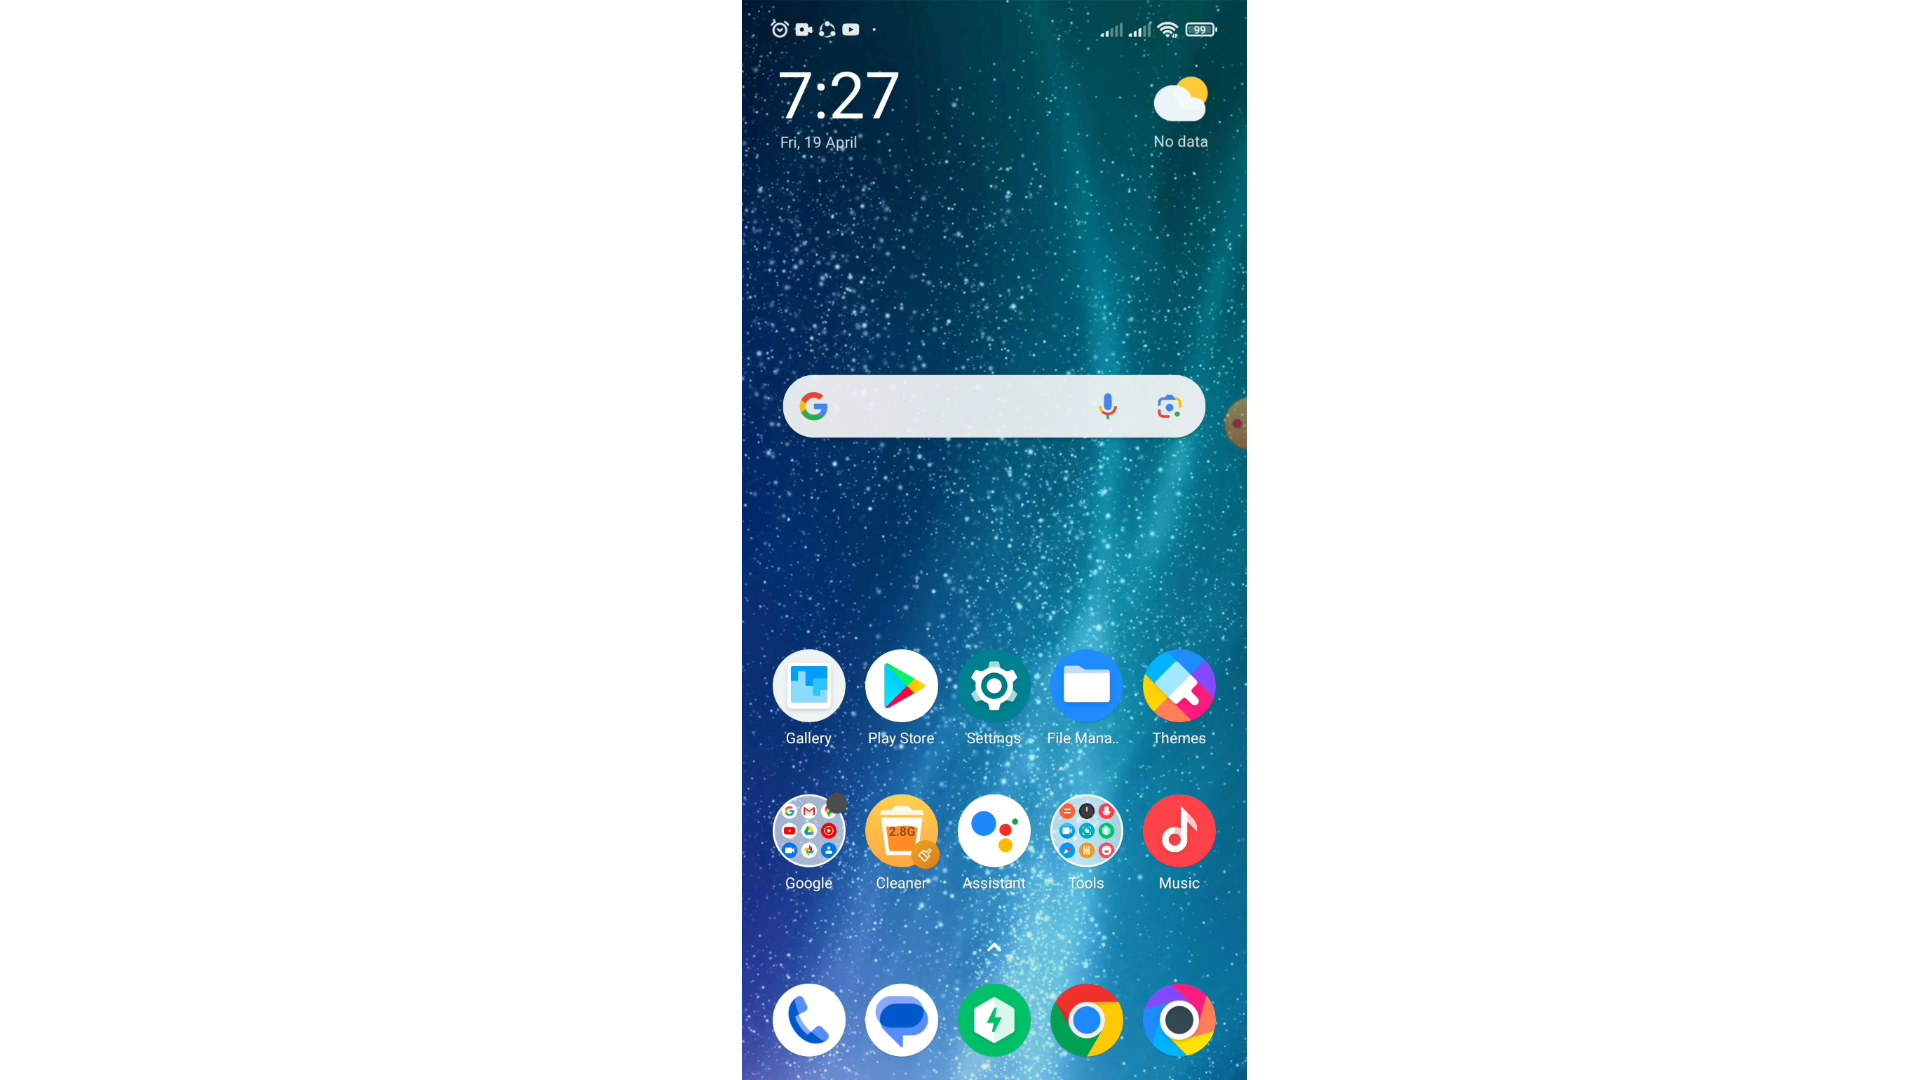 99
7:27
Fri, 19 April
No data
Gallery
Play Store
Settings
File Mana..
Themes
2.8G
Google
Cleaner
Assistant
Tools
Music